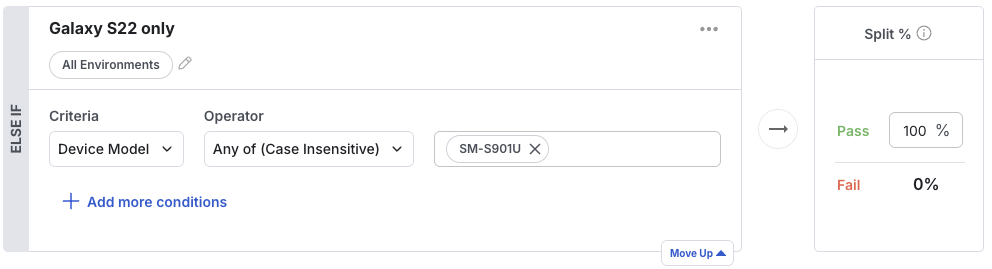 Galaxy S22 only
All Environments
ELSE IF
Criteria
Operator
Device Model
Any of (Case Insensitive)
SM-S901U
Add more conditions
Move Up
Split %
Pass
100 %
Fail
0%